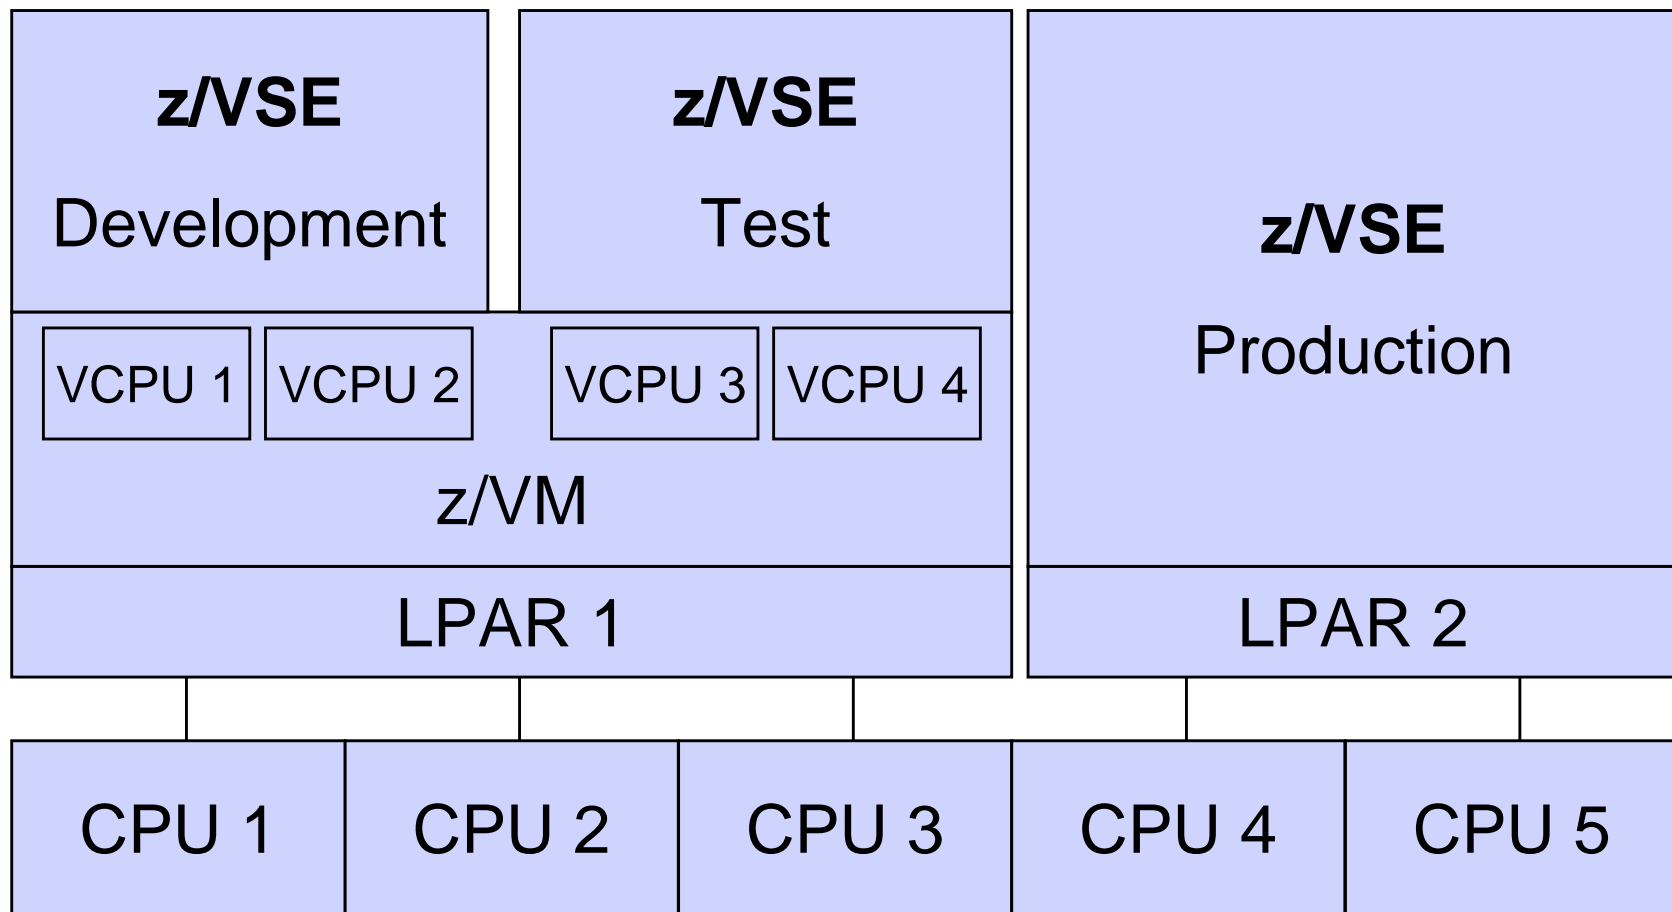 z/VSE
Development
z/VSE
Test
z/VSE
Production
VCPU 1
VCPU 2
VCPU 3
VCPU 4
z/VM
LPAR 1
LPAR 2
CPU 1
CPU 2
CPU 3
CPU 4
CPU 5